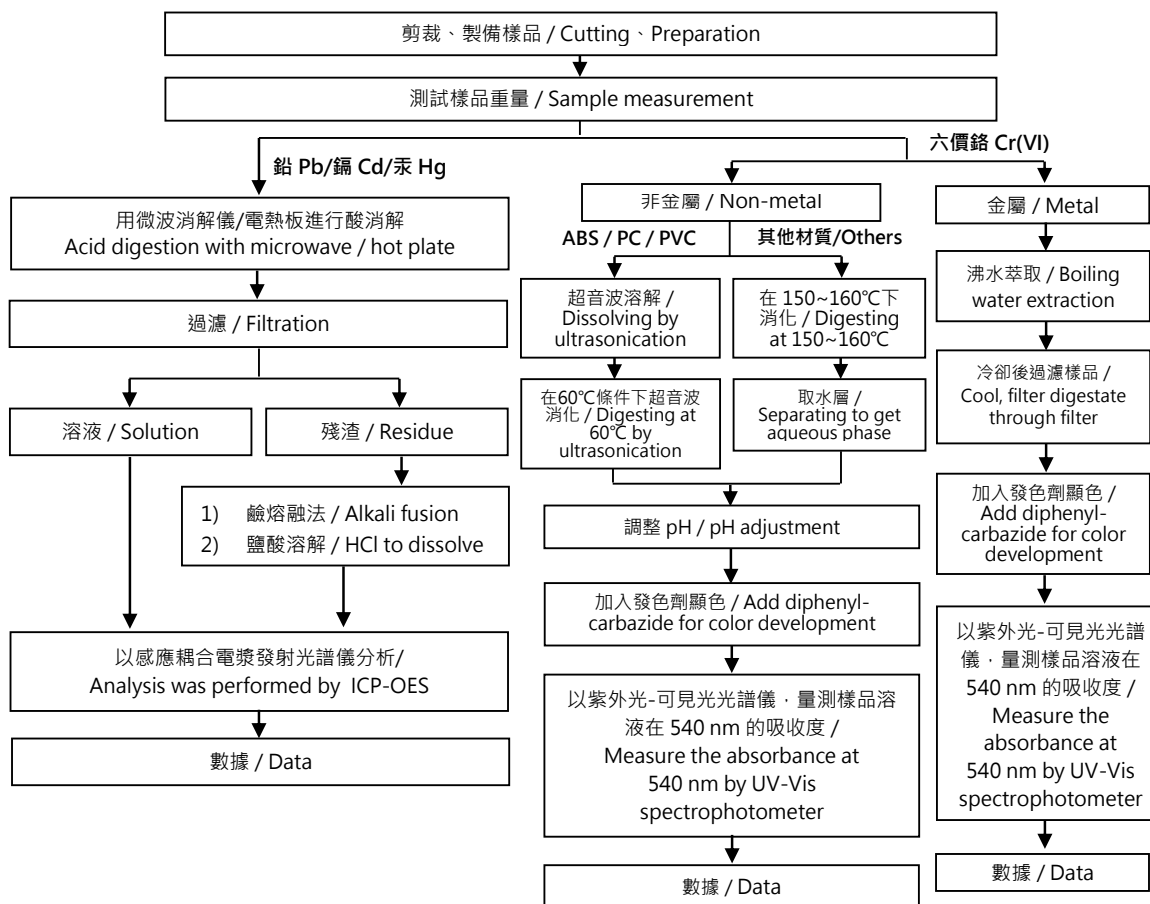 剪裁、製備樣品 / Cutting、Preparation
測試樣品重量 / Sample measurement
鉛 Pb/鎘 Cd/汞 Hg
六價鉻 Cr(VI)
用微波消解儀/電熱板進行酸消解
Acid digestion with microwave / hot plate
過濾 / Filtration
溶液 / Solution
殘渣 / Residue
1) 鹼熔融法 / Alkali fusion
2) 鹽酸溶解 / HCl to dissolve
以感應耦合電漿發射光譜儀分析/
Analysis was performed by ICP-OES
數據 / Data
非金屬 / Non-metal
ABS / PC / PVC
其他材質/Others
超音波溶解 /
Dissolving by
ultrasonication
在60℃條件下超音波
消化 / Digesting at
60℃ by
ultrasonication
在 150~160℃下
消化 / Digesting
at 150~160℃
取水層 /
Separating to get
aqueous phase
調整 pH / pH adjustment
加入發色劑顯色 / Add diphenyl-
carbazide for color development
以紫外光-可見光光譜儀，量測樣品溶
液在 540 nm 的吸收度 /
Measure the absorbance at
540 nm by UV-Vis
spectrophotometer
數據 / Data
金屬 / Metal
沸水萃取 / Boiling
water extraction
冷卻後過濾樣品 /
Cool, filter digestate
through filter
加入發色劑顯色 /
Add diphenyl-
carbazide for color
development
以紫外光-可見光光譜
儀，量測樣品溶液在
540 nm 的吸收度 /
Measure the
absorbance at
540 nm by UV-Vis
spectrophotometer
數據 / Data